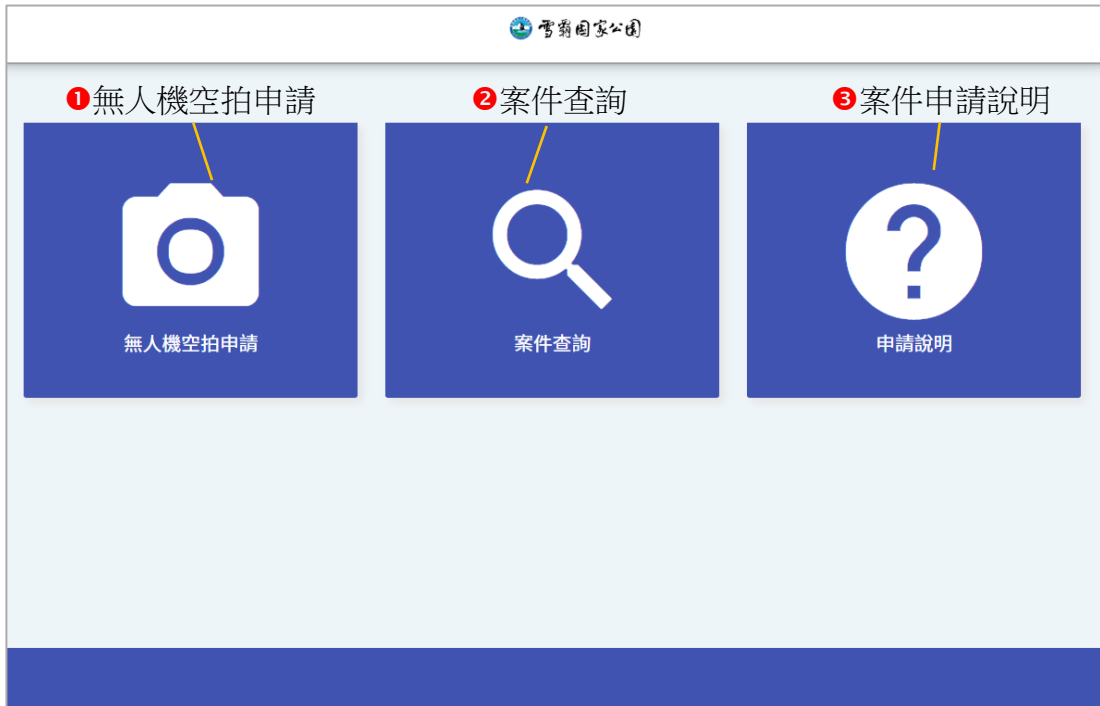 雪霸国家公園
❶無人機空拍申請
❷案件查詢
❸案件申請說明
無人機空拍申請
案件查詢
申請說明